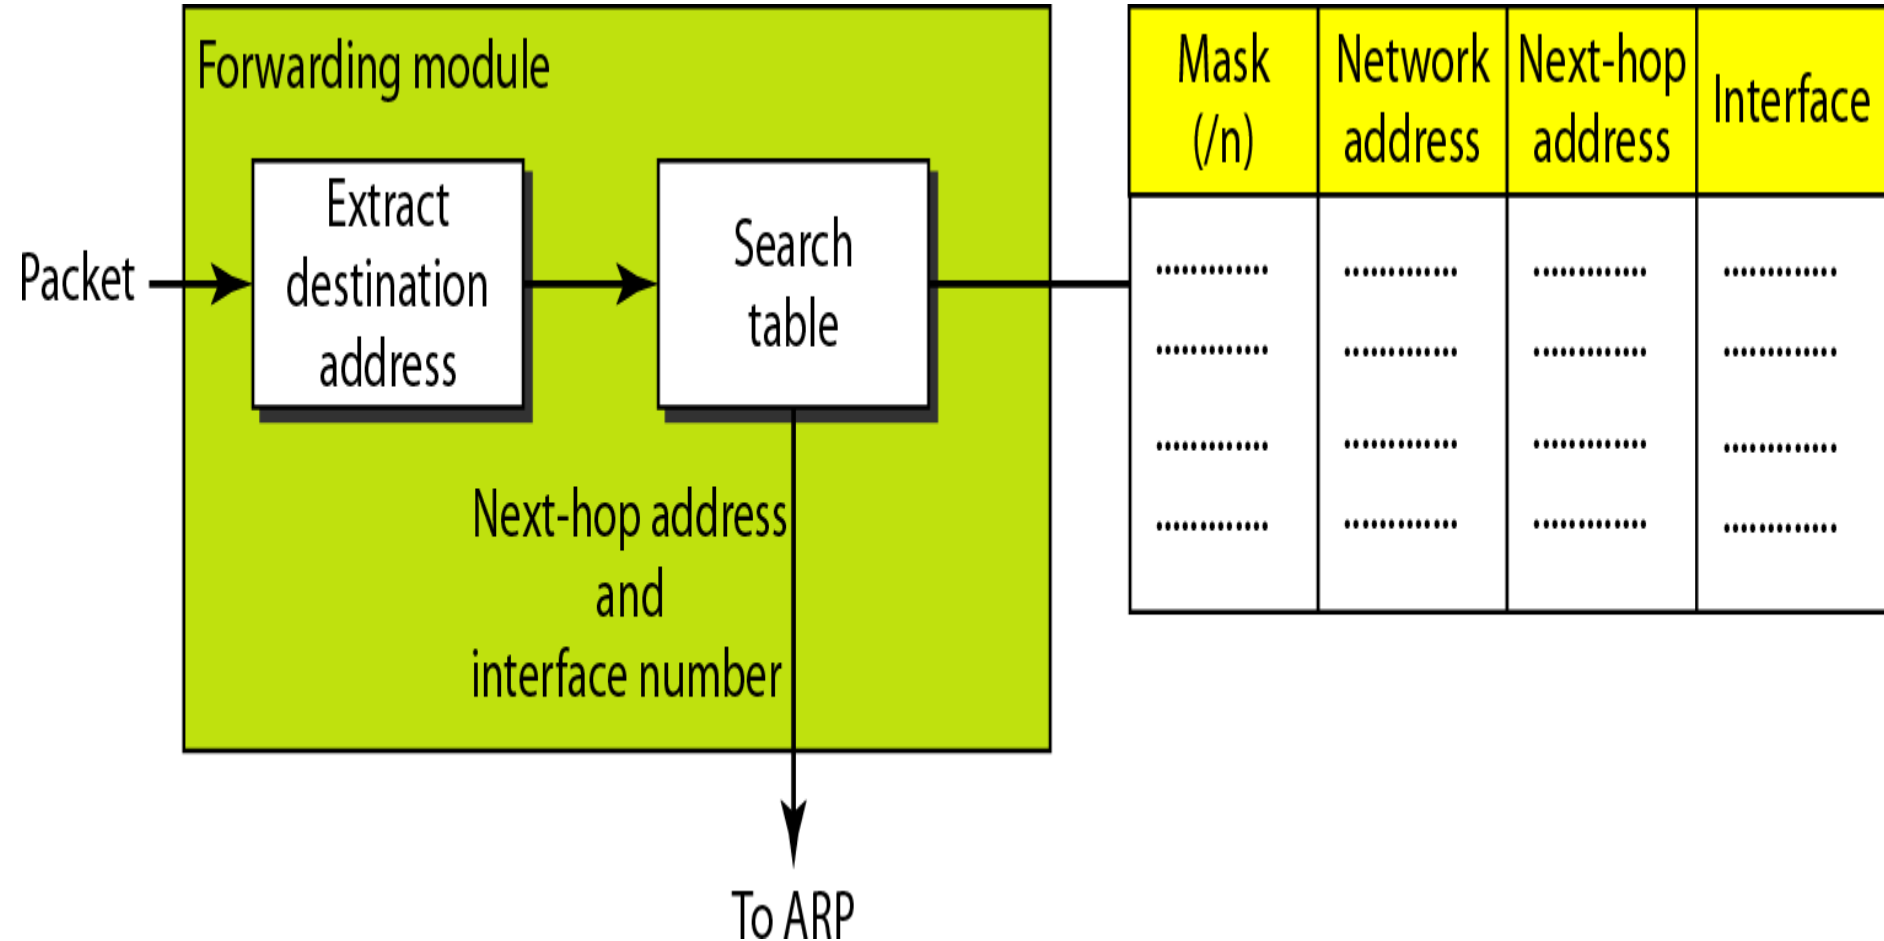 Forwarding module
Packet
Extract
destination
address
Search
table
Next-hop address
and
interface number
To ARP
Mask
(/n)
Network
address
Next-hop
address
Interface
............. ............. ............. .............
............. ............. ............. .............
............. ............. ............. .............
............. ............. ............. .............